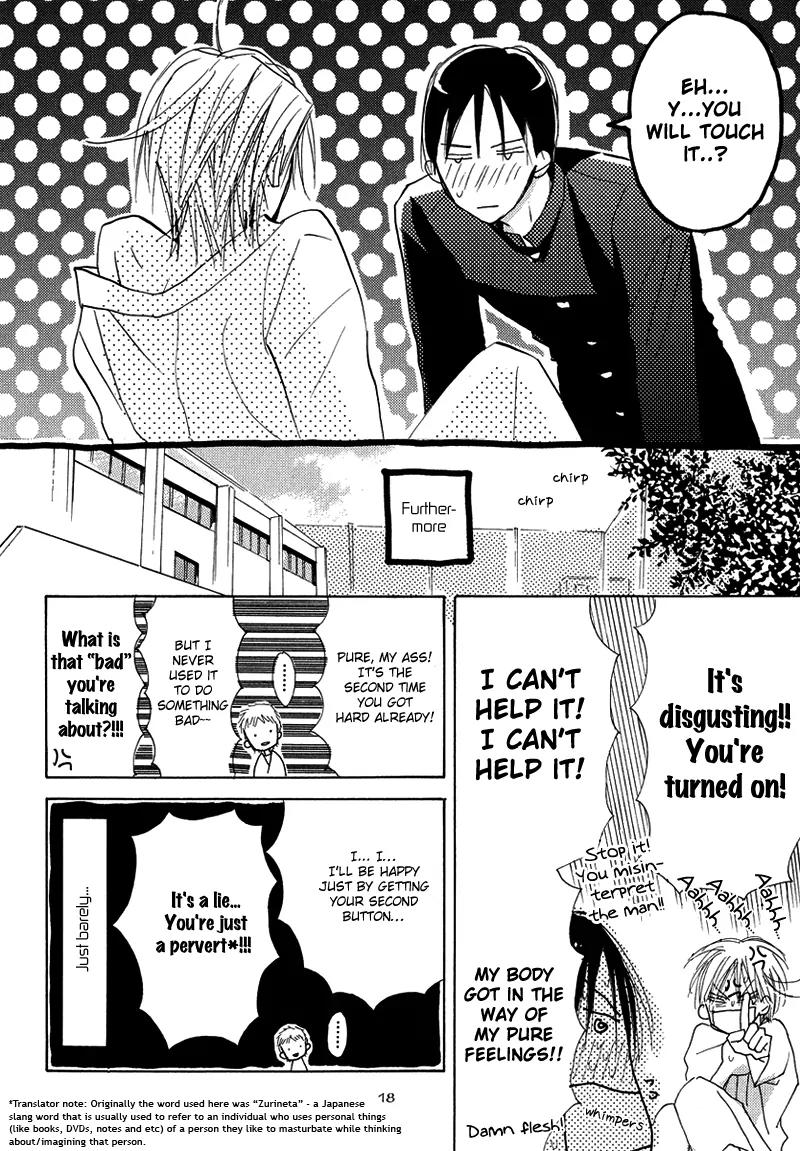 EH...
Y...YOU
WILL TOUCH
IT..?
chirp
chirp
Further-
more
It's
disgusting!!
You're
turned on!
I CAN'T
HELP IT!
I CAN'T
HELP IT!
Stop it!
You misin-
terpret
the man!!
Aahhh
Aahhh
Aahhh
MY BODY
GOT IN THE
WAY OF
MY PURE
FEELINGS!!
whimpers
Damn flesh!
PURE, MY ASS!
IT'S THE
SECOND TIME
YOU GOT
HARD ALREADY!
......
BUT I
NEVER
USED IT
TO DO
SOMETHING
BAD~~
What is
that “bad”
you're
talking
about?!!!
I... I...
I'LL BE HAPPY
JUST BY GETTING
YOUR SECOND
BUTTON...
......
It's a lie...
You're just
a pervert*!!!
Just barely...
18
*Translator note: Originally the word used here was “Zurineta” - a Japanese
slang word that is usually used to refer to an individual who uses personal things
(like books, DVDs, notes and etc) of a person they like to masturbate while thinking
about/imagining that person.